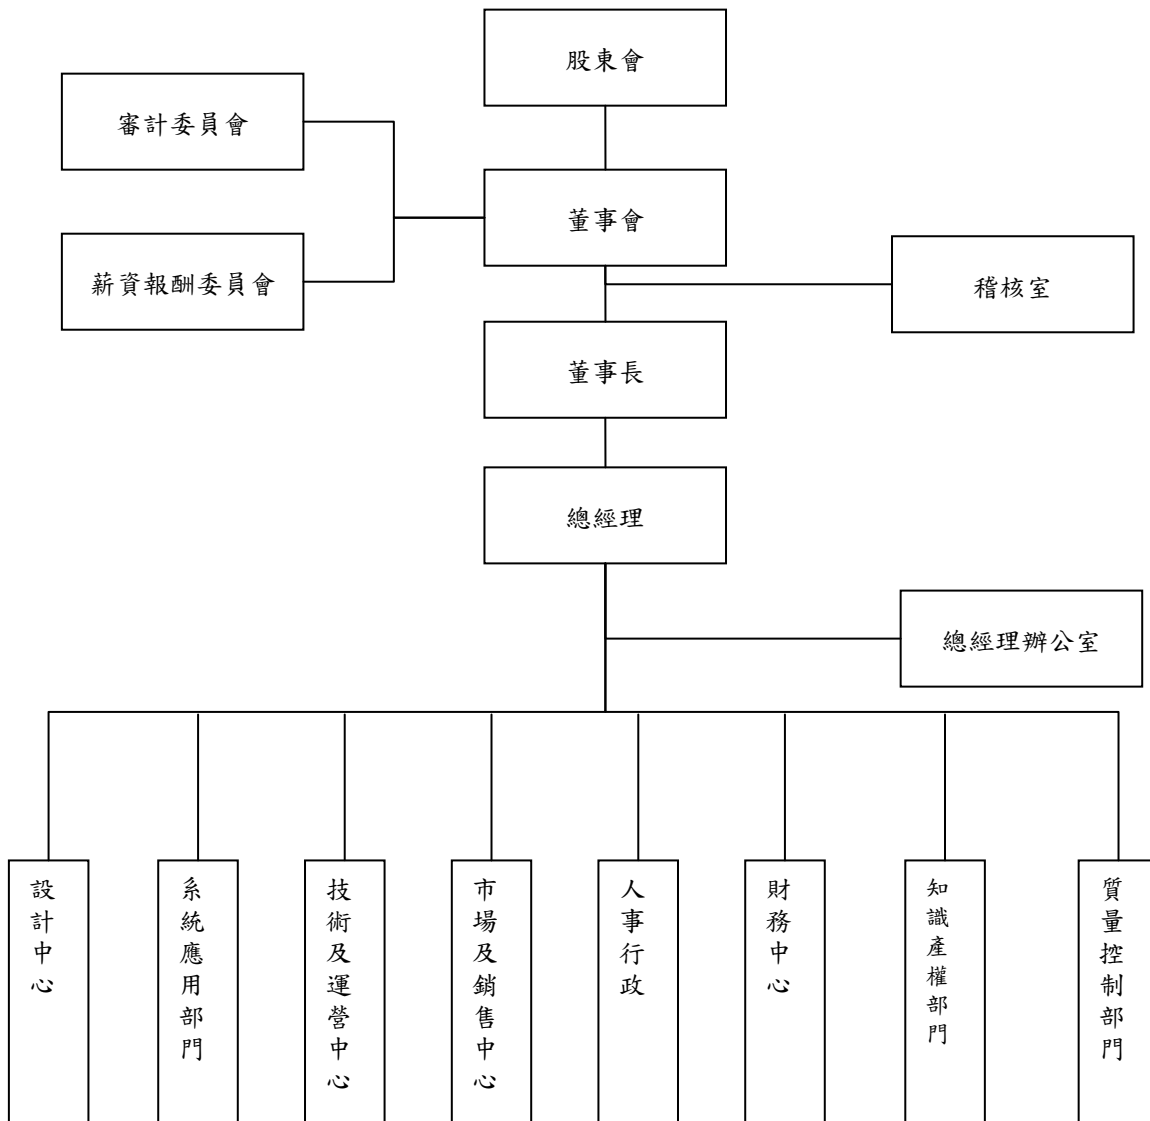 股東會
審計委員會
董事會
薪資報酬委員會
稽核室
董事長
總經理
總經理辦公室
設計中心
系統應用部門
技術及運營中心
市場及銷售中心
人事行政
財務中心
知識產權部門
質量控制部門